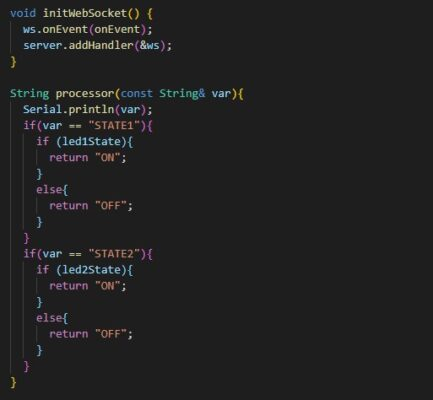 void initWebSocket() {
  ws.onEvent(onEvent);
  server.addHandler(&ws);
}

String processor(const String& var){
  Serial.println(var);
  if(var == "STATE1"){
    if (led1State){
      return "ON";
    }
    else{
      return "OFF";
    }
  }
  if(var == "STATE2"){
    if (led2State){
      return "ON";
    }
    else{
      return "OFF";
    }
  }
}